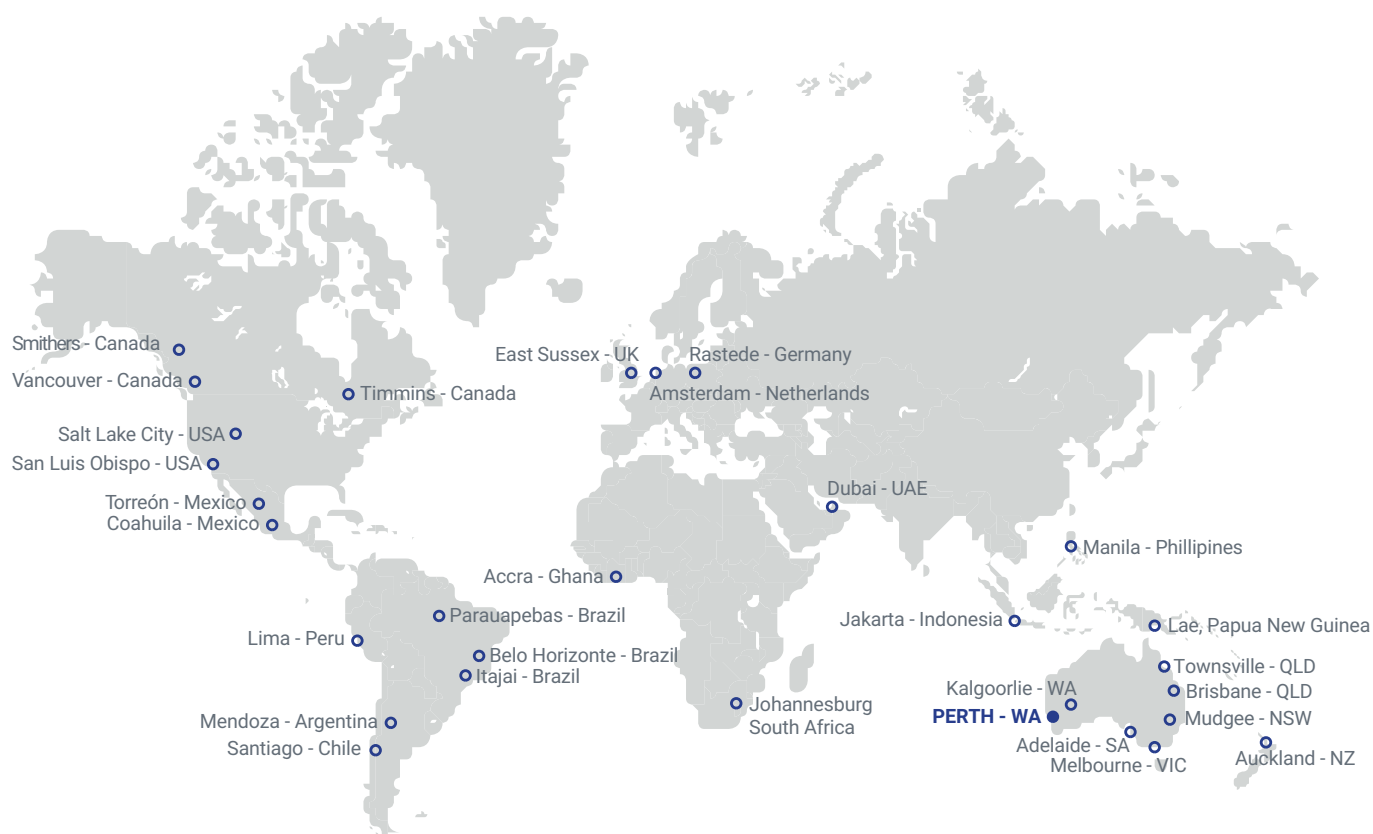 Smithers - Canada
East Sussex - UK
Rastede - Germany
Vancouver - Canada
Timmins - Canada
Amsterdam - Netherlands
Salt Lake City - USA
San Luis Obispo - USA
Dubai - UAE
Torreón - Mexico
Coahuila - Mexico
Manila - Phillipines
Accra - Ghana
Parauapebas - Brazil
Jakarta - Indonesia
Lae, Papua New Guinea
Lima - Peru
Belo Horizonte - Brazil
Itajai - Brazil
Townsville - QLD
Kalgoorlie - WA
Brisbane - QLD
Johannesburg
South Africa
PERTH - WA
Mudgee - NSW
Mendoza - Argentina
Santiago - Chile
Adelaide - SA
Melbourne - VIC
Auckland - NZ